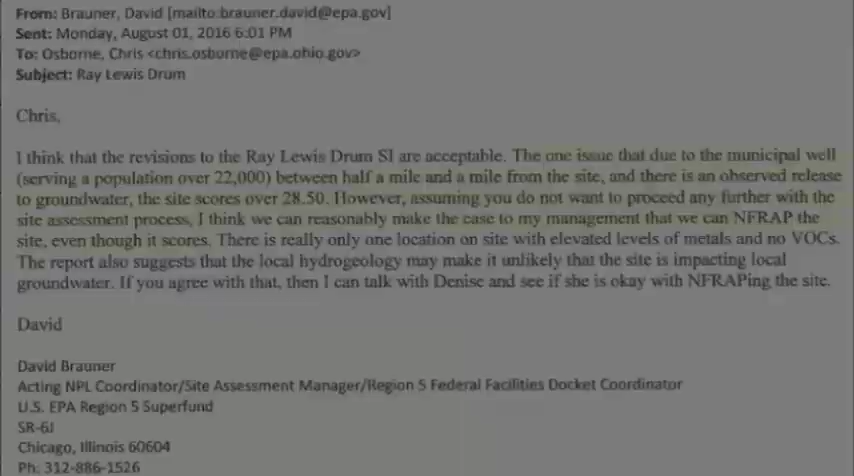 From: Brauner, David [mailto:brauner.david@epa.gov]
Sent: Monday, August 01, 2016 6:01 PM
To: Osborne, Chris <chris.osborne@epa.ohio.gov>
Subject: Ray Lewis Drum
Chris,
I think that the revisions to the Ray Lewis Drum SI are acceptable. The one issue that due to the municipal well
(serving a population over 22,000) between half a mile and a mile from the site, and there is an observed release
to groundwater, the site scores over 28.50. However, assuming you do not want to proceed any further with the
site assessment process, I think we can reasonably make the case to my management that we can NFRAP the
site, even though it scores. There is really only one location on site with elevated levels of metals and no VOCs.
The report also suggests that the local hydrogeology may make it unlikely that the site is impacting local
groundwater. If you agree with that, then I can talk with Denise and see if she is okay with NFRAPing the site.
David
David Brauner
Acting NPL Coordinator/Site Assessment Manager/Region 5 Federal Facilities Docket Coordinator
U.S. EPA Region 5 Superfund
SR-6J
Chicago, Illinois 60604
Ph: 312-886-1526